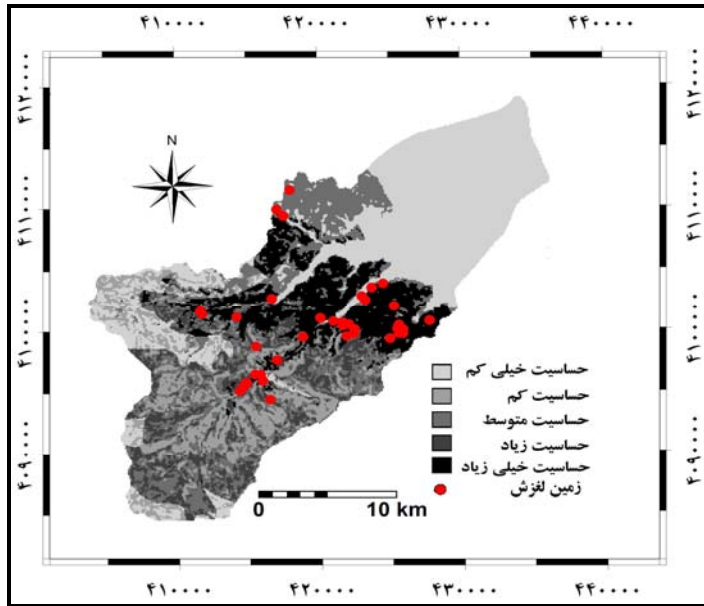 ۴۱۰۰۰۰ ۴۲۰۰۰۰ ۴۳۰۰۰۰ ۴۴۰۰۰۰
۴۱۲۰۰۰۰ ۴۱۲۰۰۰۰
N
۴۱۱۰۰۰۰ ۴۱۱۰۰۰۰
۴۱۰۰۰۰۰ ۴۱۰۰۰۰۰
حساسیت خیلی کم
حساسیت کم
حساسیت متوسط
حساسیت زیاد
حساسیت خیلی زیاد
زمین لغزش
۴۰۹۰۰۰۰ ۴۰۹۰۰۰۰
0 10 km
۴۱۰۰۰۰ ۴۲۰۰۰۰ ۴۳۰۰۰۰ ۴۴۰۰۰۰